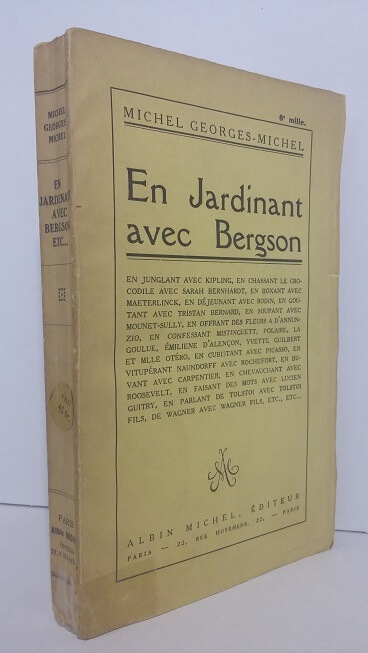 MICHEL
GEORGES-
MICHEL
EN
JARDINANT
AVEC
BERGSON
ETC...
PARIS
ALBIN MICHEL
6e mille.
MICHEL GEORGES-MICHEL
En Jardinant
avec Bergson
EN JUNGLANT AVEC KIPLING, EN CHASSANT LE CRO-
CODILE AVEC SARAH BERNHARDT, EN BOXANT AVEC
MAETERLINCK, EN DÉJEUNANT AVEC RODIN, EN GOU-
TANT AVEC TRISTAN BERNARD, EN SOUPANT AVEC
MOUNET-SULLY, EN OFFRANT DES FLEURS A D'ANNUN-
ZIO, EN CONFESSANT MISTINGUETT, POLAIRE, LA
GOULUE, ÉMILIENE D'ALENÇON, YVETTE GUILBERT
ET MLLE OTÉRO, EN CUBISTANT AVEC PICASSO, EN
VITUPÉRANT NAUNDORFF AVEC ROCHEFORT, EN BU-
VANT AVEC CARPENTIER, EN CHEVAUCHANT AVEC
ROOSEVELT, EN FAISANT DES MOTS AVEC LUCIEN
GUITRY, EN PARLANT DE TOLSTOÏ AVEC TOLSTOÏ
FILS, DE WAGNER AVEC WAGNER FILS, ETC., ETC...
ALBIN MICHEL, ÉDITEUR
PARIS — 22, RUE HUYGHENS, 22, — PARIS